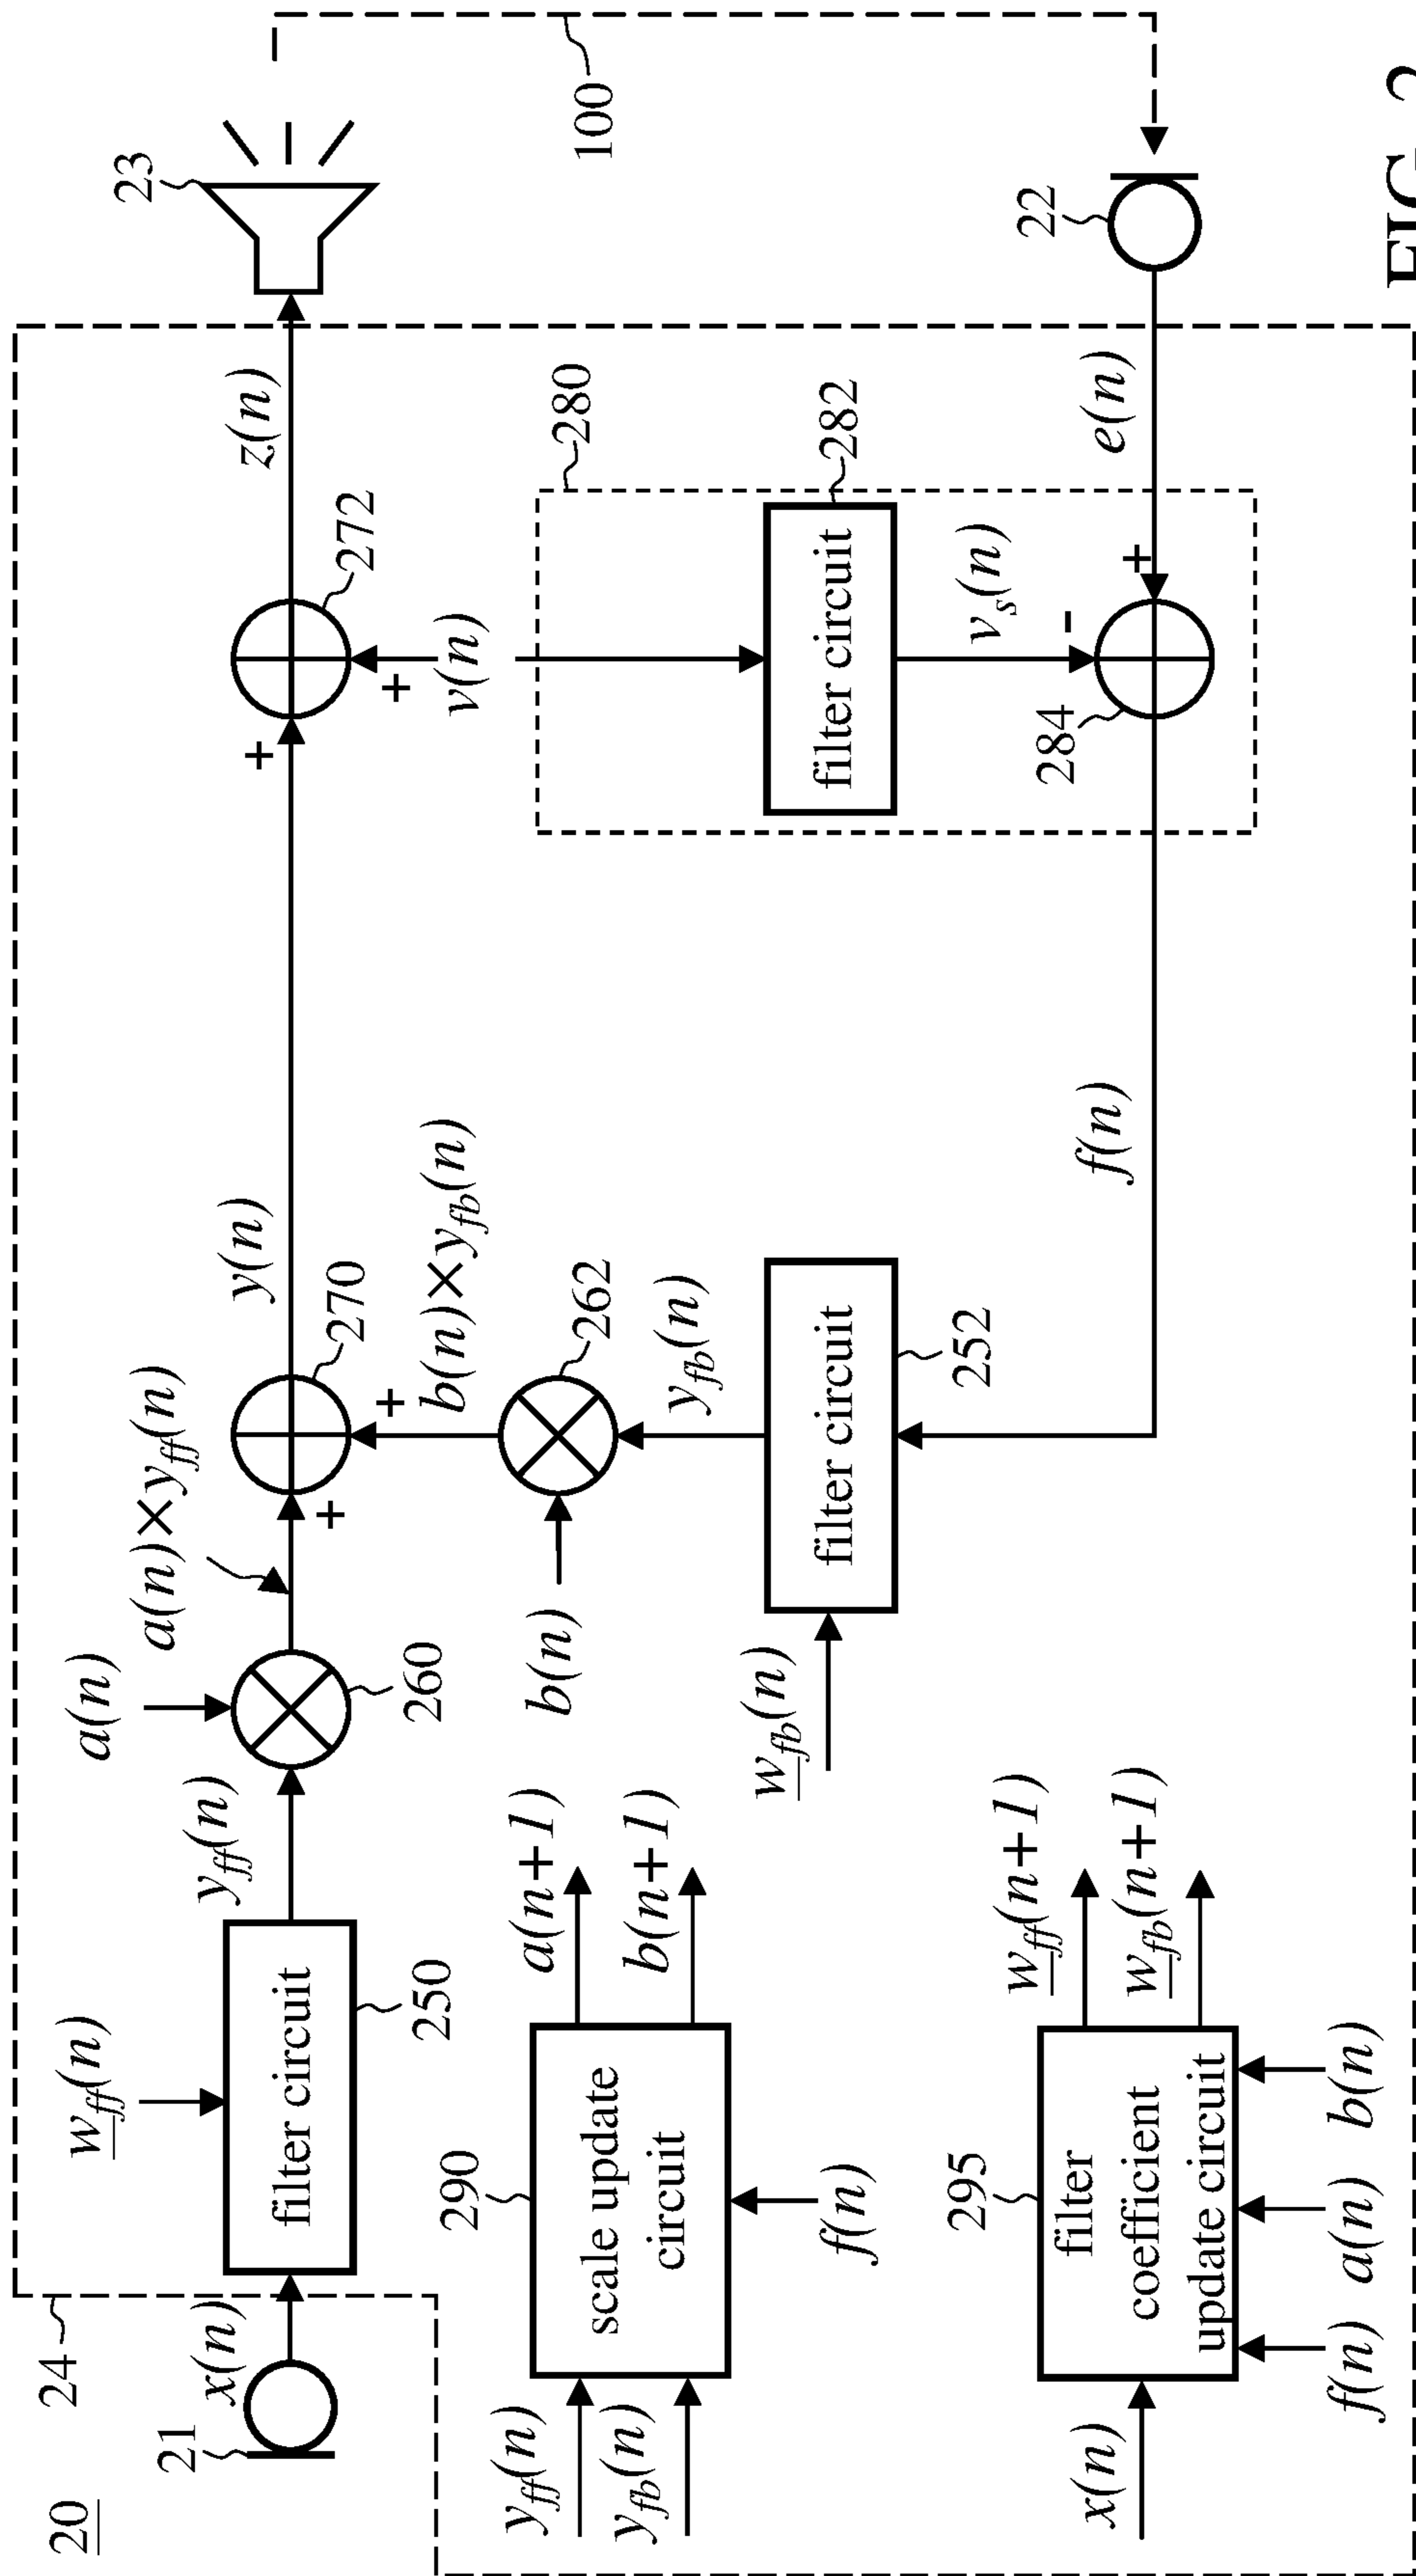 20
24
21
x(n)
w_ff(n)
filter circuit
250
y_ff(n)
a(n)
260
a(n)×y_ff(n)
+
+
270
y(n)
b(n)×y_fb(n)
262
b(n)
y_fb(n)
filter circuit
252
w_fb(n)
+
+
272
z(n)
23
v(n)
280
filter circuit
282
v_s(n)
-
+
284
e(n)
22
100
f(n)
y_ff(n)
y_fb(n)
290
scale update
circuit
f(n)
a(n+1)
b(n+1)
x(n)
295
filter
coefficient
update circuit
f(n)
a(n)
b(n)
w_ff(n+1)
w_fb(n+1)
FIG. 2